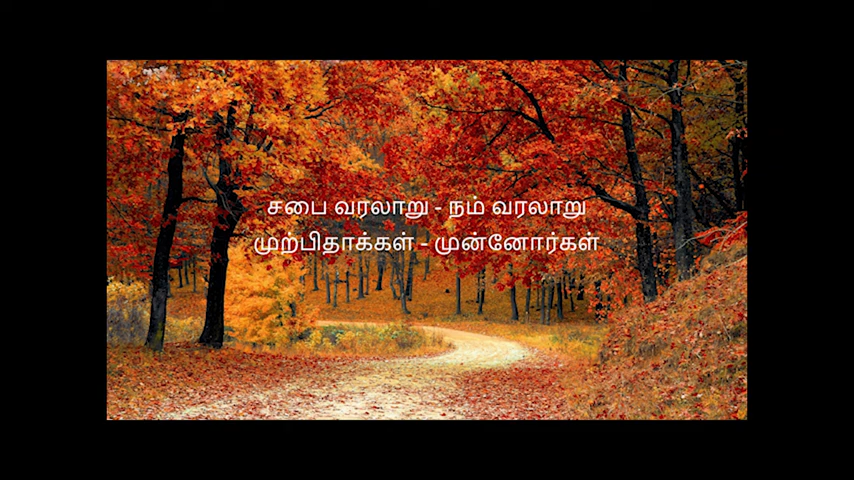 சபை வரலாறு - நம் வரலாறு
முற்பிதாக்கள் - முன்னோர்கள்